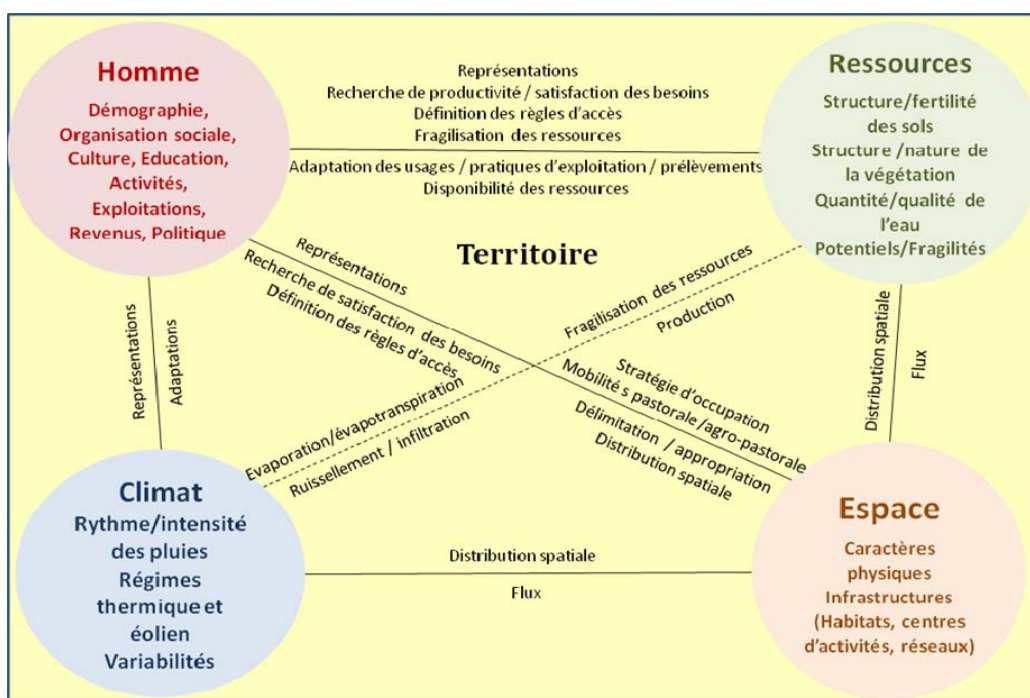 Homme
Démographie,
Organisation sociale,
Culture, Education,
Activités,
Exploitations,
Revenus, Politique
Représentations
Recherche de productivité / satisfaction des besoins
Définition des règles d'accès
Fragilisation des ressources
Adaptation des usages / pratiques d'exploitation / prélèvements
Disponibilité des ressources
Ressources
Structure/fertilité
des sols
Structure /nature de
la végétation
Quantité/qualité de
l'eau
Potentiels/Fragilités
Territoire
Représentations
Recherche de satisfaction des besoins
Définition des règles d'accès
Fragilisation des ressources
Production
Représentations
Adaptations
Distribution spatiale
Flux
Evaporation/évapotranspiration
Ruissellement / infiltration
Stratégie d'occupation
Mobilités pastorale/agro-pastorale
Délimitation / appropriation
Distribution spatiale
Climat
Rythme/intensité
des pluies
Régimes
thermique et
éolien
Variabilités
Distribution spatiale
Flux
Espace
Caractères
physiques
Infrastructures
(Habitats, centres
d'activités, réseaux)